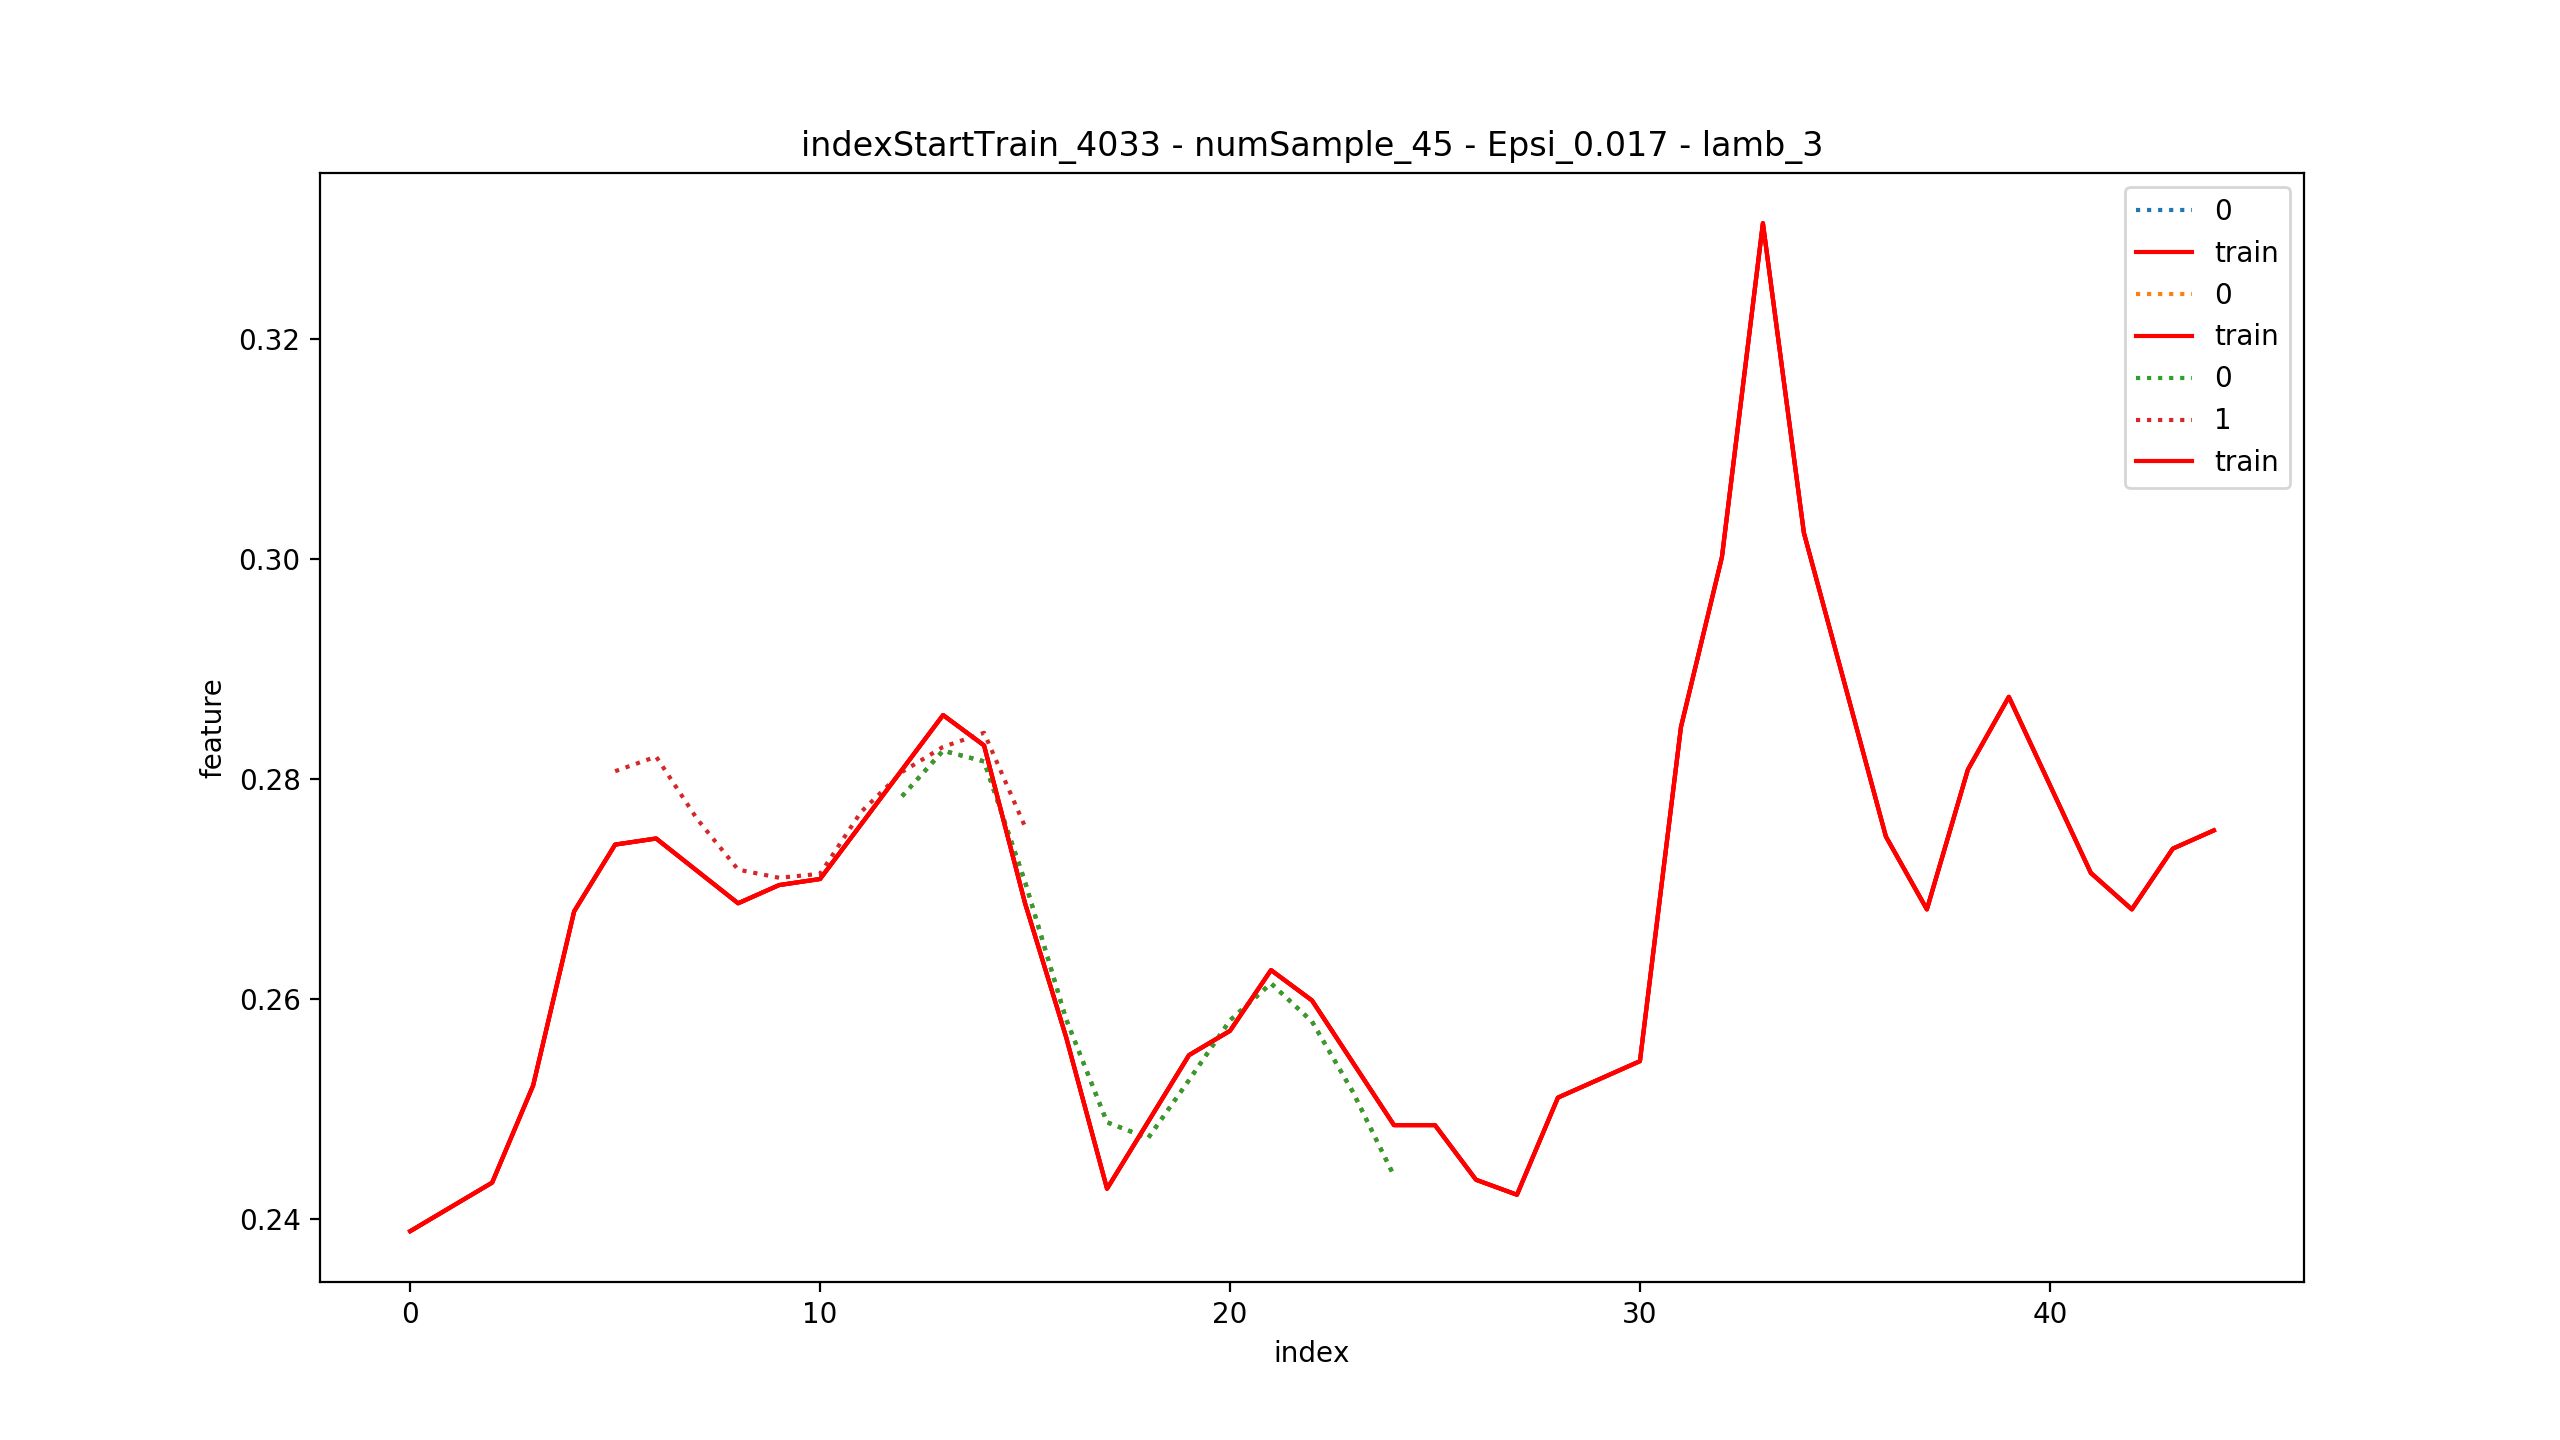 indexStartTrain_4033 - numSample_45 - Epsi_0.017 - lamb_3
0
train
0
train
0
1
train
0.32
0.30
0.28
0.26
0.24
feature
0 10 20 30 40
index